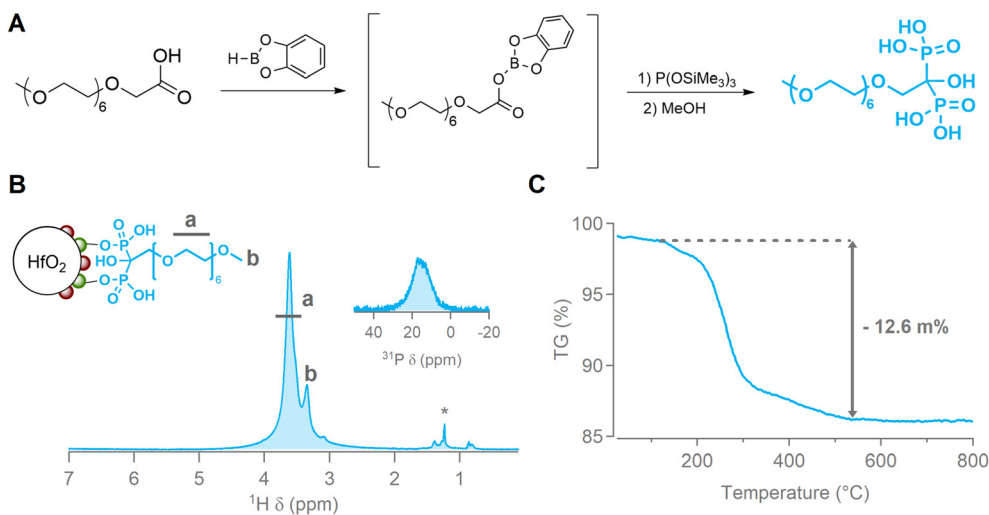 A
O
O
6
OH
O
H
B
O
O
O
O
6
O
O
B
O
O
1) P(OSiMe₃)₃
2) MeOH
O
O
6
HO
OH
P
O
OH
P
O
HO
OH
B
HfO₂
O
P
O
OH
HO
O
P
O
OH
O
O
6
a
b
a
b
*
7 6 5 4 3 2 1
¹H δ (ppm)
40 20 0 -20
³¹P δ (ppm)
C
100
95
90
85
TG (%)
- 12.6 m%
200 400 600 800
Temperature (°C)